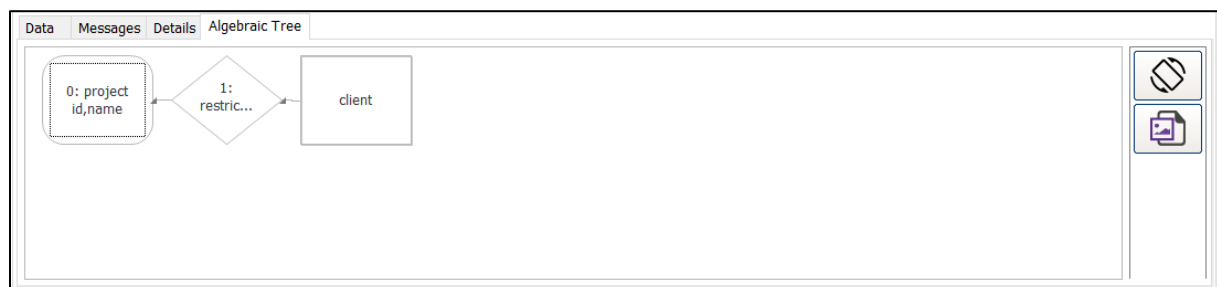 Data Messages Details Algebraic Tree
0: project
id,name
1:
restric...
client